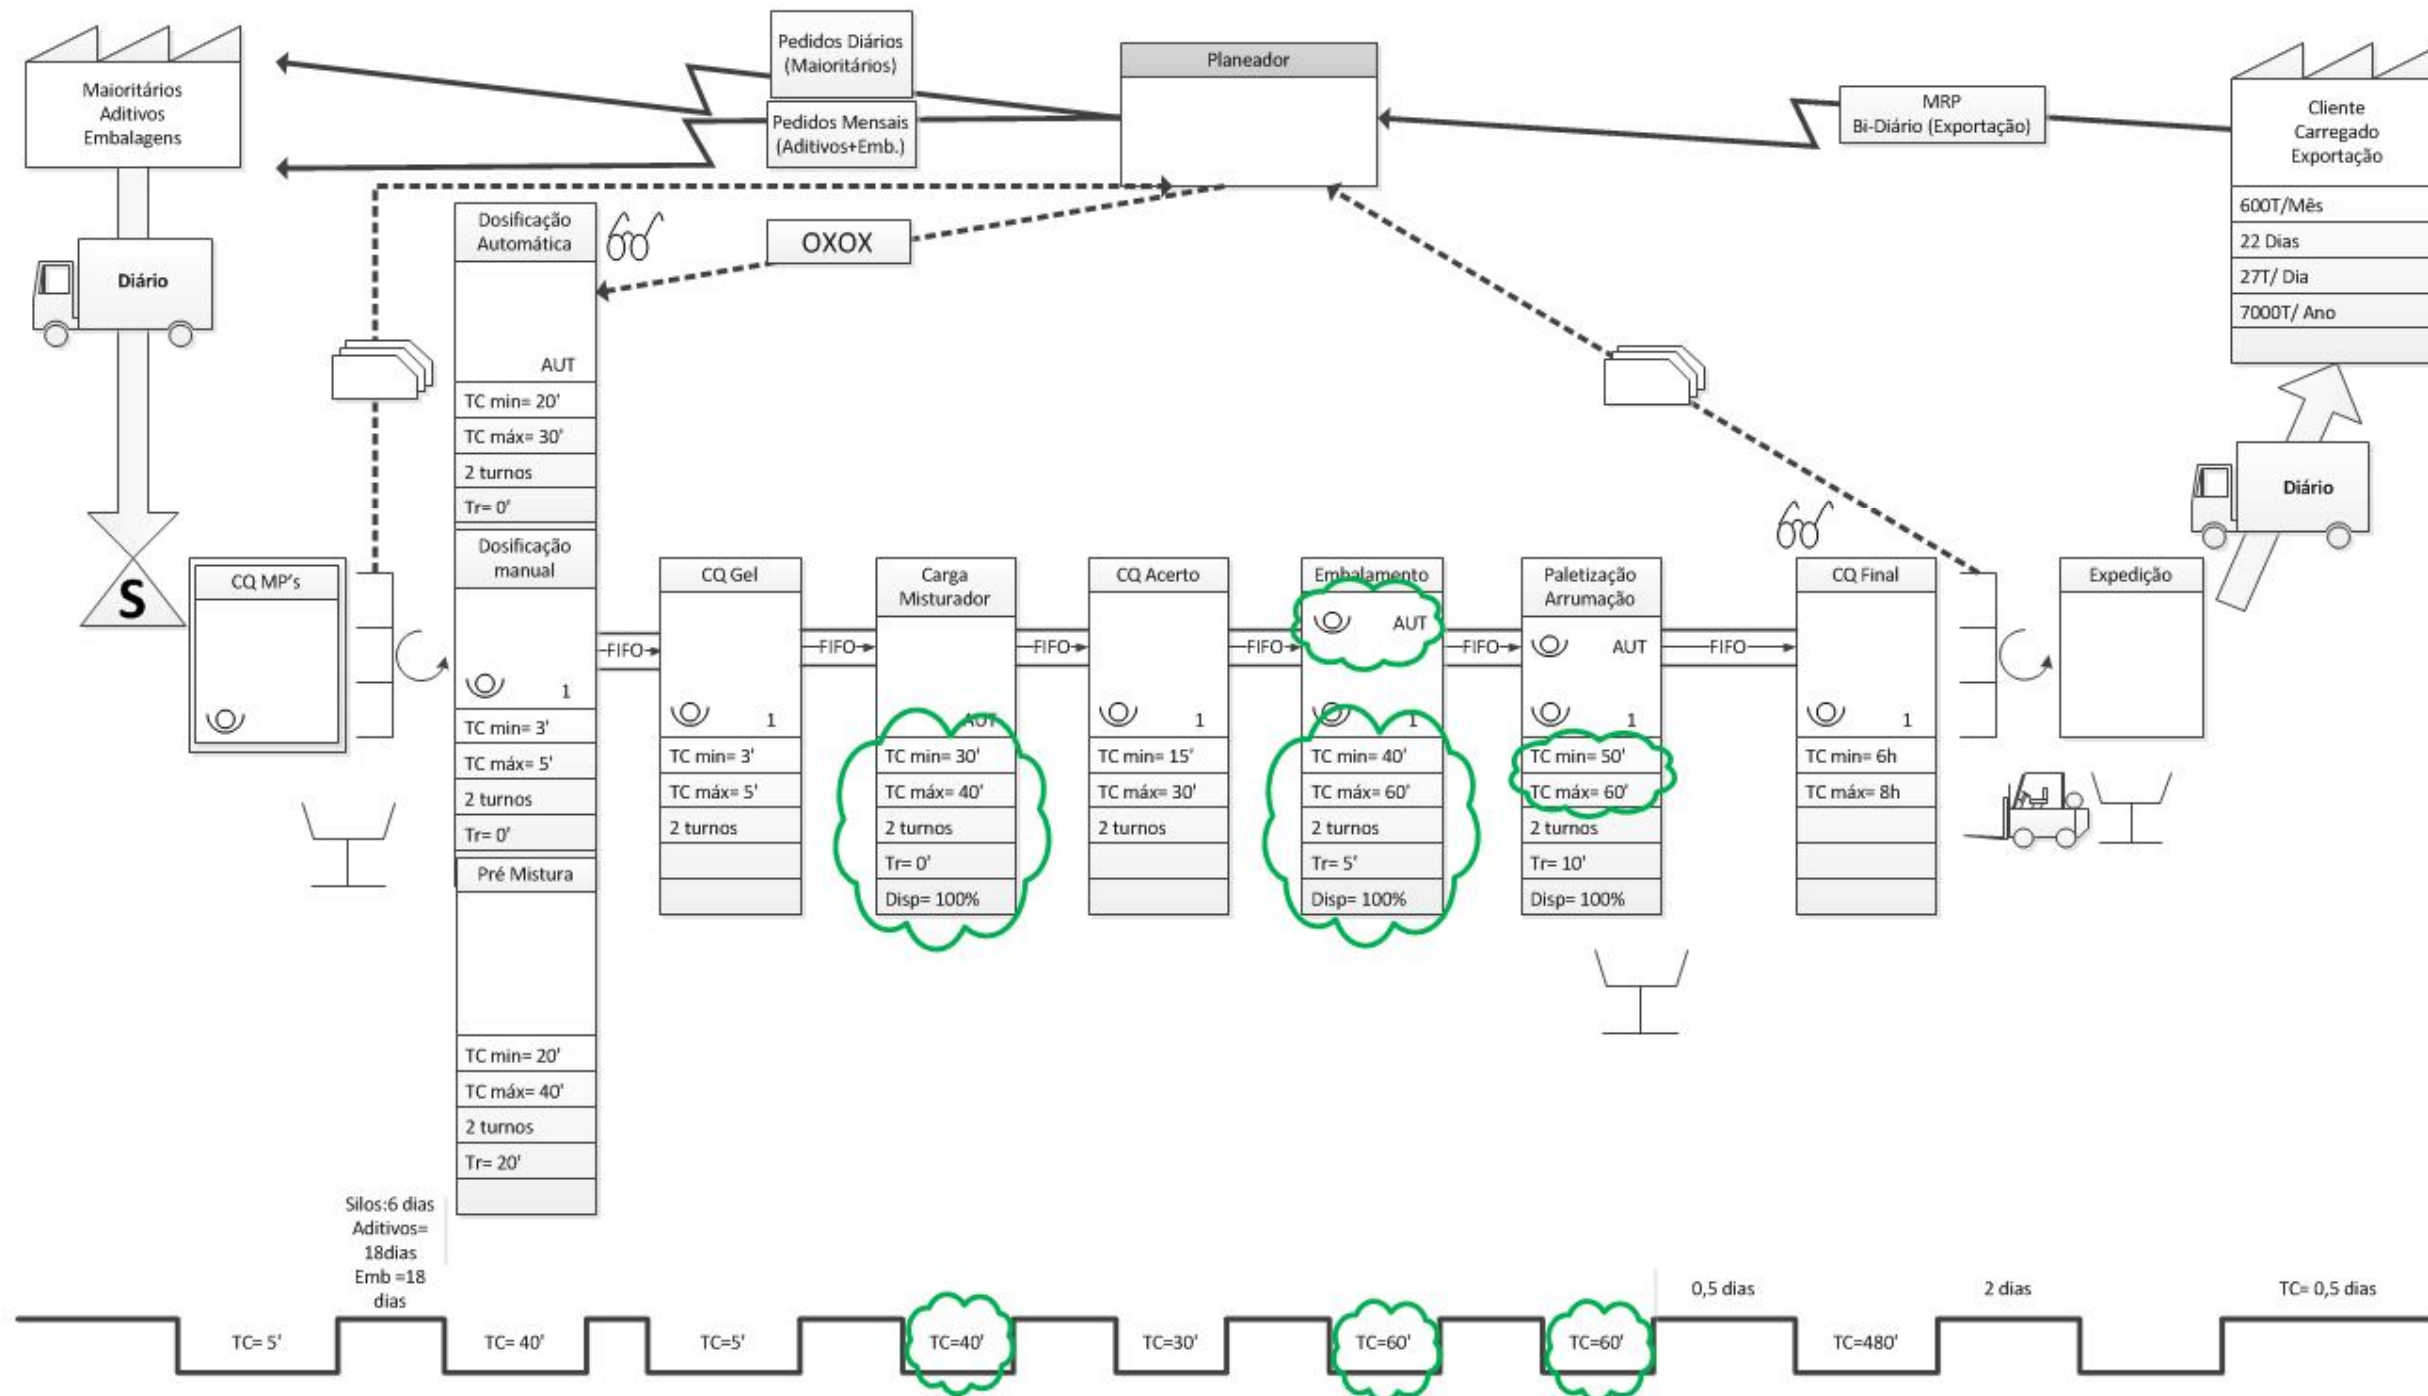 Maioritários
Aditivos
Embalagens
Pedidos Diários
(Maioritários)
Pedidos Mensais
(Aditivos+Emb.)
Planeador
MRP
Bi-Diário (Exportação)
Cliente
Carregado
Exportação
600T/Mês
22 Dias
27T/ Dia
7000T/ Ano
Diário
OXOX
Diário
S
CQ MP's
Dosificação
Automática
AUT
TC min= 20'
TC máx= 30'
2 turnos
Tr= 0'
Dosificação
manual
1
TC min= 3'
TC máx= 5'
2 turnos
Tr= 0'
Pré Mistura
TC min= 20'
TC máx= 40'
2 turnos
Tr= 20'
FIFO
CQ Gel
1
TC min= 3'
TC máx= 5'
2 turnos
FIFO
Carga
Misturador
AUT
TC min= 30'
TC máx= 40'
2 turnos
Tr= 0'
Disp= 100%
FIFO
CQ Acerto
1
TC min= 15'
TC máx= 30'
2 turnos
FIFO
Embalamento
AUT
1
TC min= 40'
TC máx= 60'
2 turnos
Tr= 5'
Disp= 100%
FIFO
Paletização
Arrumação
AUT
1
TC min= 50'
TC máx= 60'
2 turnos
Tr= 10'
Disp= 100%
FIFO
CQ Final
1
TC min= 6h
TC máx= 8h
Expedição
Silos:6 dias
Aditivos=
18dias
Emb =18
dias
0,5 dias
2 dias
TC= 0,5 dias
TC= 5'
TC= 40'
TC=5'
TC=40'
TC=30'
TC=60'
TC=60'
TC=480'